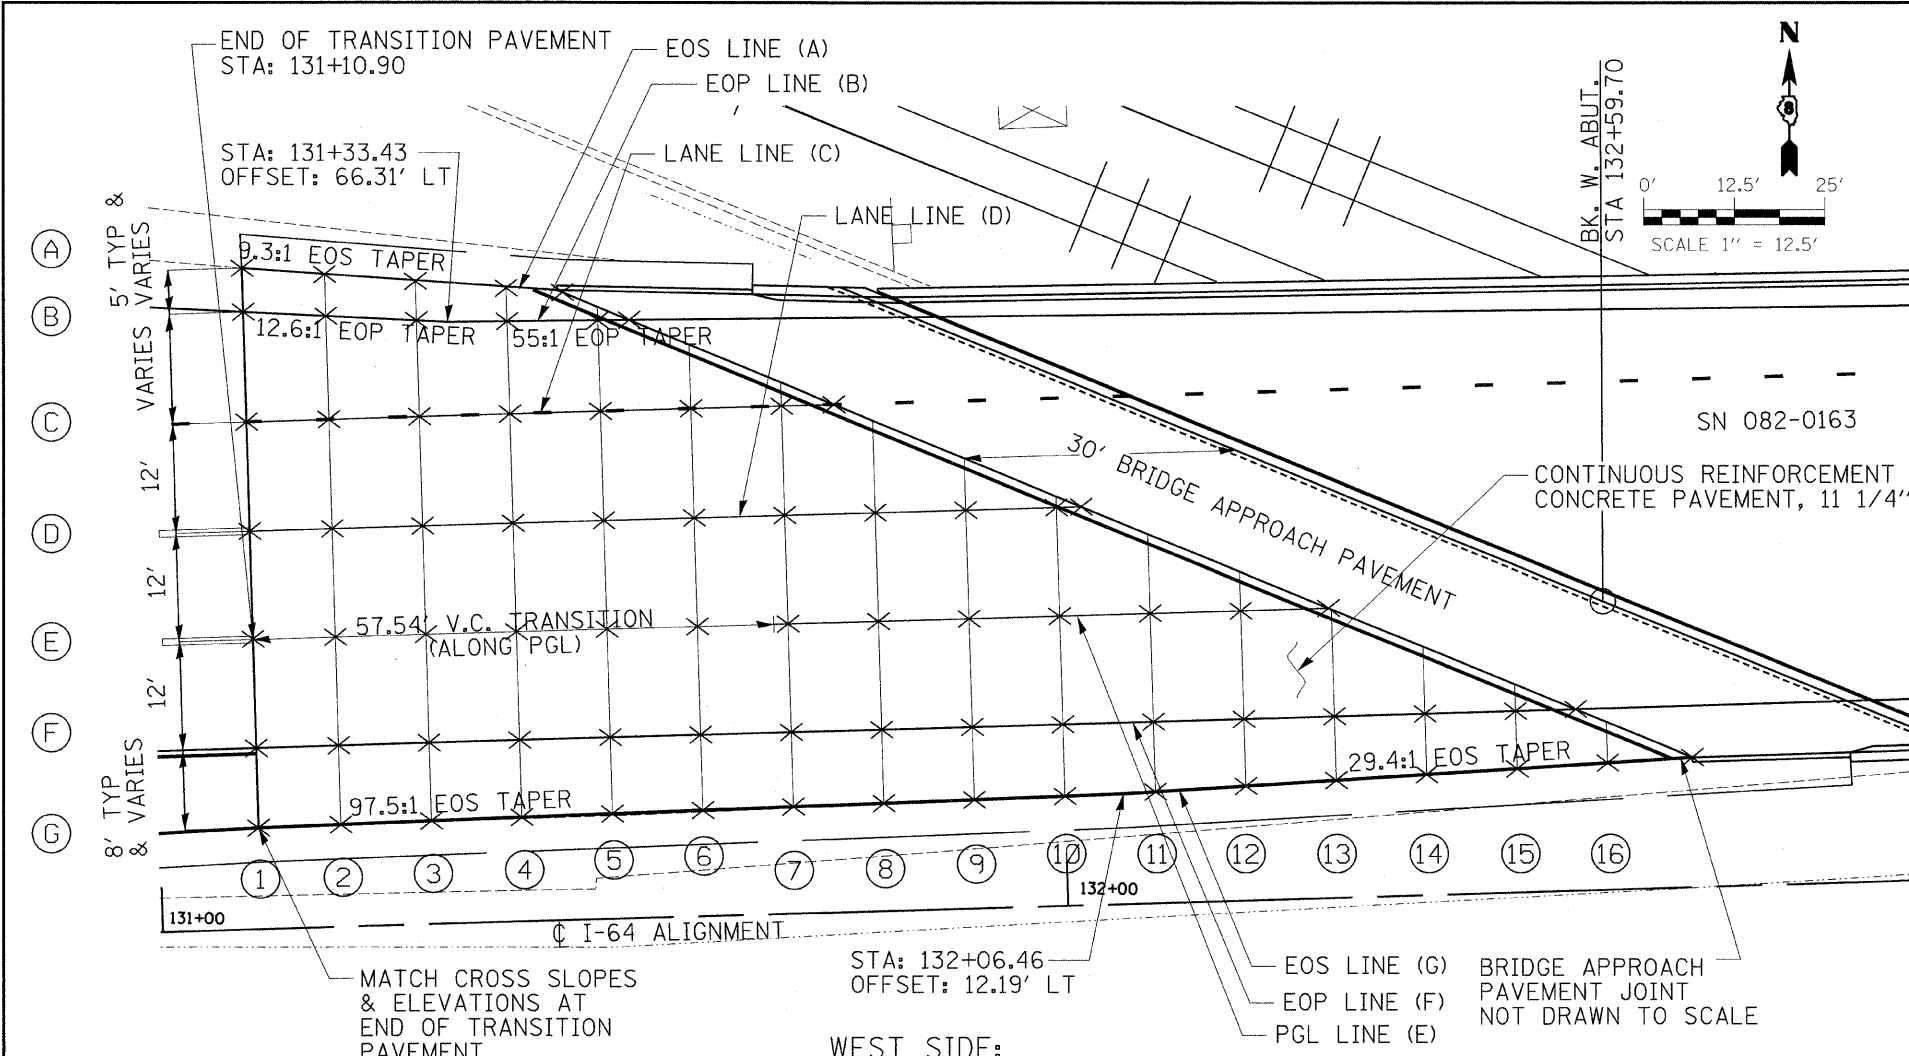 END OF TRANSITION PAVEMENT
STA: 131+10.90
EOS LINE (A)
EOP LINE (B)
STA: 131+33.43
OFFSET: 66.31' LT
LANE LINE (C)
LANE LINE (D)
BK. W. ABUT.
STA 132+59.70
N
8
0'
12.5'
25'
SCALE 1" = 12.5'
A
B
C
D
E
F
G
5' TYP &
VARIES
VARIES
12'
12'
12'
8' TYP
& VARIES
9.3:1 EOS TAPER
12.6:1 EOP TAPER
55:1 EOP TAPER
SN 082-0163
30' BRIDGE APPROACH PAVEMENT
CONTINUOUS REINFORCEMENT
CONCRETE PAVEMENT, 11 1/4"
57.54' V.C. TRANSITION
(ALONG PGL)
29.4:1 EOS TAPER
97.5:1 EOS TAPER
1
2
3
4
5
6
7
8
9
10
11
12
13
14
15
16
131+00
132+00
℄ I-64 ALIGNMENT
STA: 132+06.46
OFFSET: 12.19' LT
EOS LINE (G)
EOP LINE (F)
PGL LINE (E)
BRIDGE APPROACH
PAVEMENT JOINT
NOT DRAWN TO SCALE
MATCH CROSS SLOPES
& ELEVATIONS AT
END OF TRANSITION
PAVEMENT
WEST SIDE: